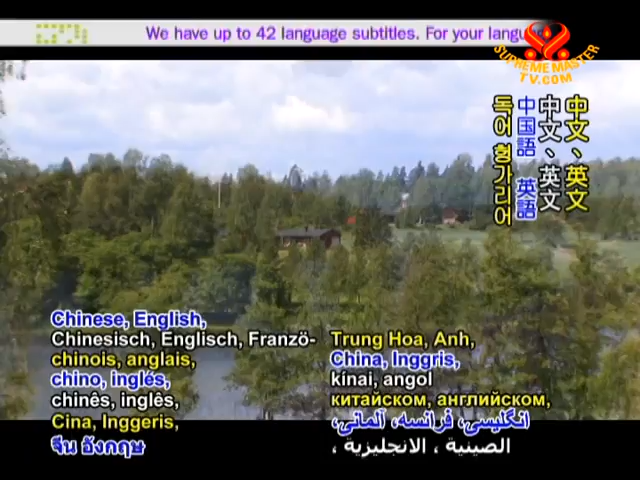 We have up to 42 language subtitles. For your langu
SUPREME MASTER
TV.COM
中文、英文
中文、英文
中国語 英語
독어 헝가리어
Chinese, English,
Chinesisch, Englisch, Franzö-
chinois, anglais,
chino, inglés,
chinês, inglês,
Cina, Inggeris,
จีน อังกฤษ
Trung Hoa, Anh,
China, Inggris,
kínai, angol
китайском, английском,
انگلیسی، فرانسه، آلمانی،
الصينية ، الانجليزية ،